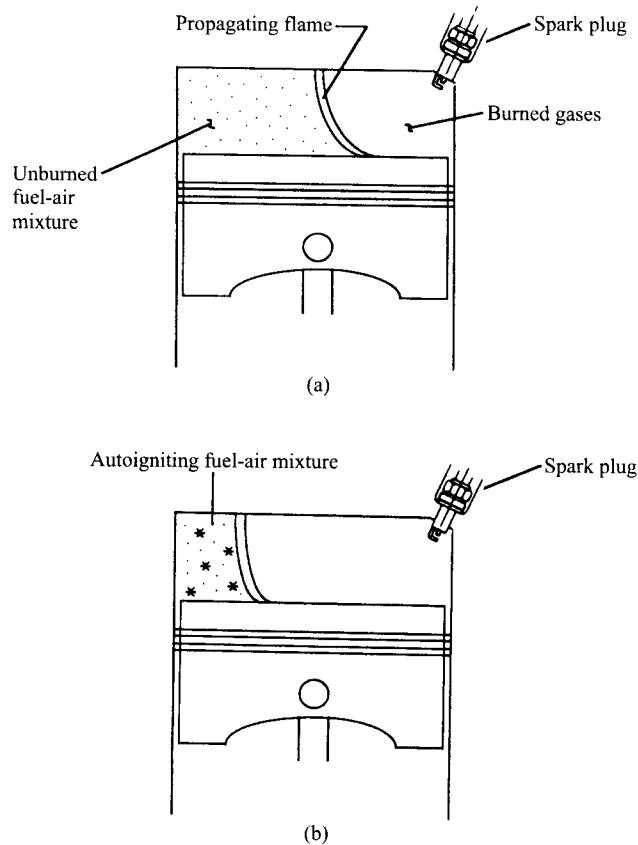 Propagating flame
Spark plug
Burned gases
Unburned
fuel-air
mixture
(a)
Autoigniting fuel-air mixture
Spark plug
(b)